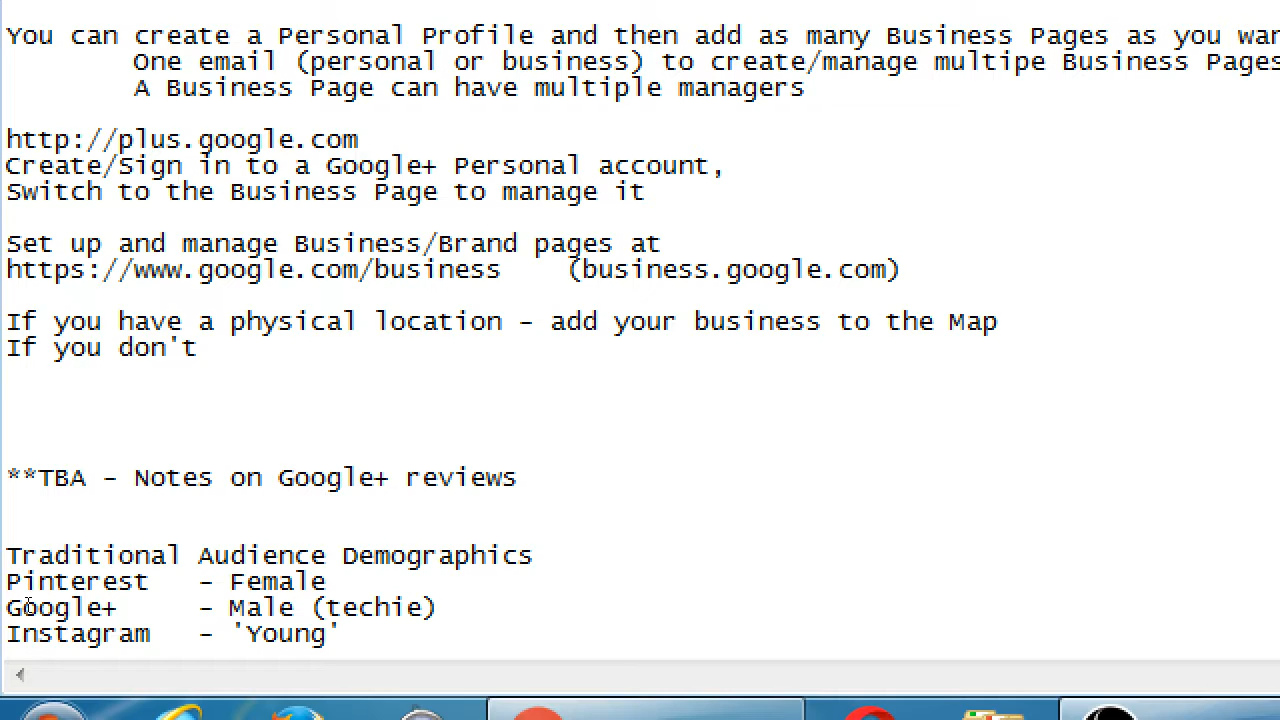 You can create a Personal Profile and then add as many Business Pages as you
One email (personal or business) to create/manage multipe Business Pages
A Business Page can have multiple managers
http://plus.google.com
Create/Sign in to a Google+ Personal account,
Switch to the Business Page to manage it
Set up and manage Business/Brand pages at
https://www.google.com/business (business.google.com)
If you have a physical location - add your business to the Map
If you don't
**TBA - Notes on Google+ reviews
Traditional Audience Demographics
Pinterest - Female
Google+ - Male (techie)
Instagram - 'Young'